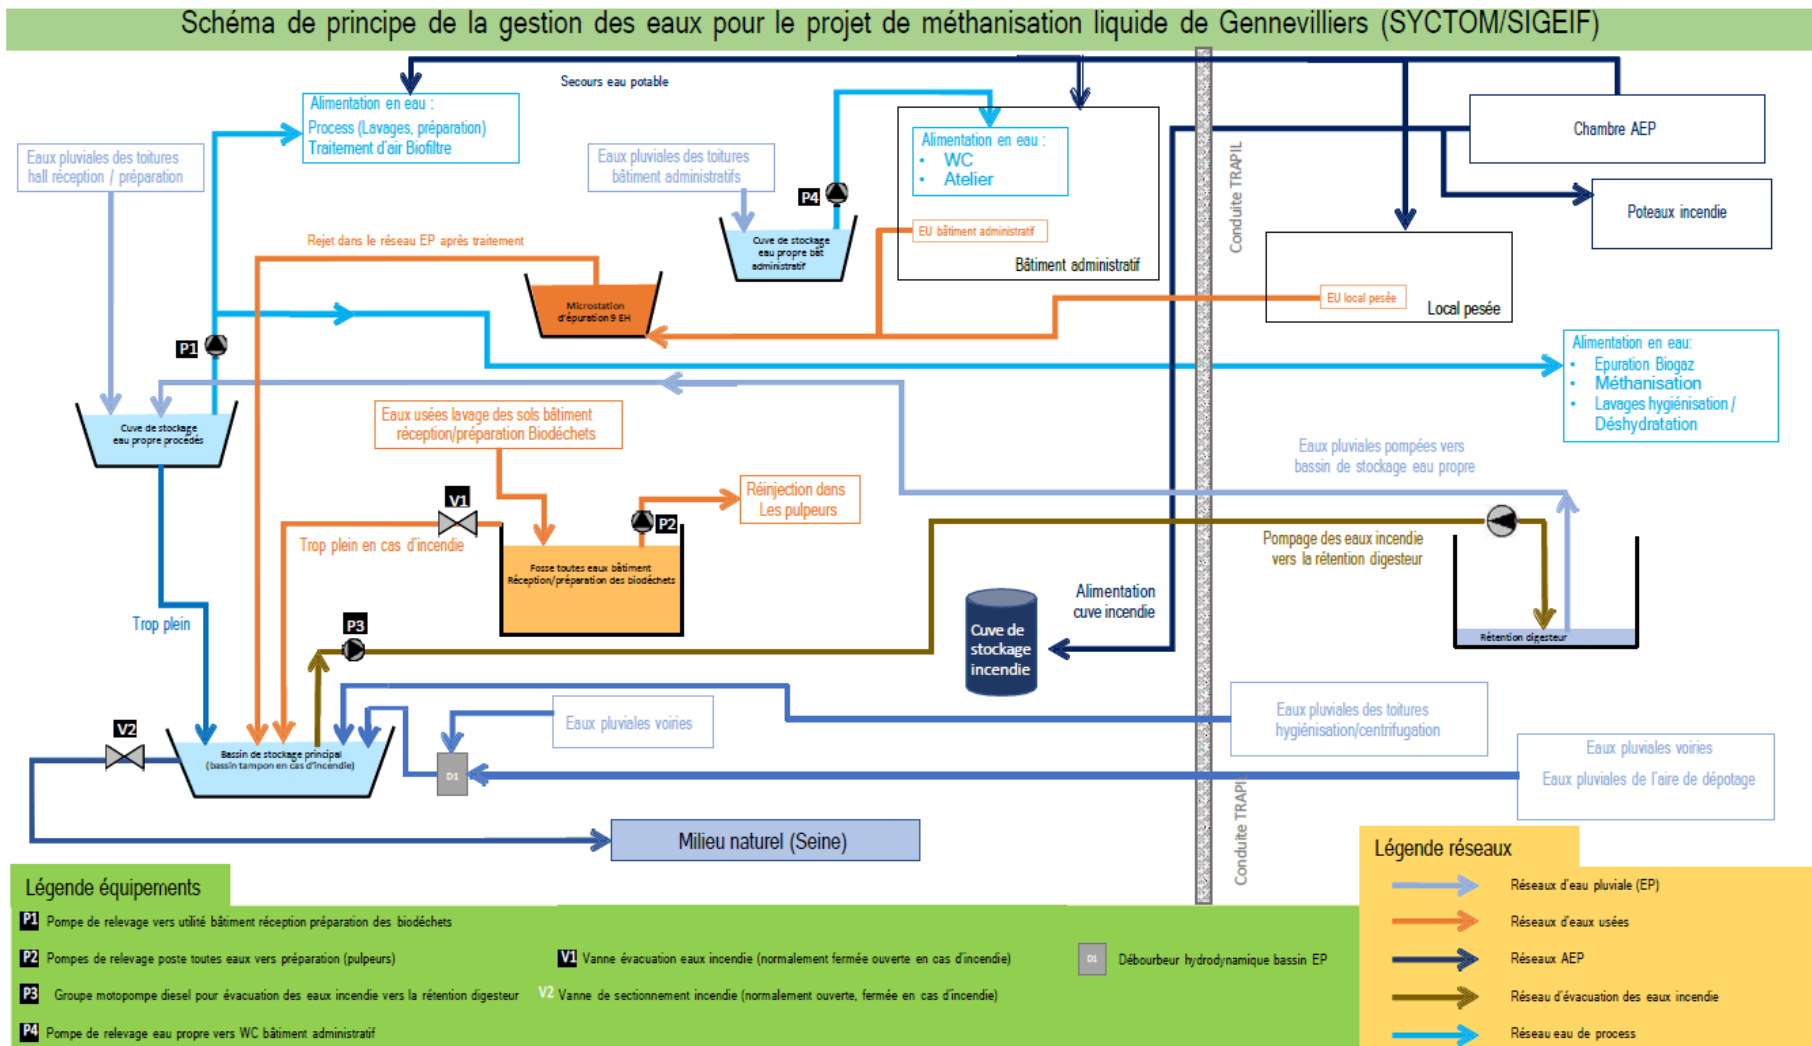 Schéma de principe de la gestion des eaux pour le projet de méthanisation liquide de Gennevilliers (SYCTOM/SIGEIF)
Secours eau potable
Alimentation en eau :
Process (Lavages, préparation)
Traitement d'air Biofiltre
Eaux pluviales des toitures
hall réception / préparation
Eaux pluviales des toitures
bâtiment administratifs
P4
Alimentation en eau :
• WC
• Atelier
EU bâtiment administratif
Bâtiment administratif
Cuve de stockage
eau propre bât
administratif
Conduite TRAPIL
Chambre AEP
Poteaux incendie
EU local pesée
Local pesée
Rejet dans le réseau EP après traitement
Microstation
d'épuration 9 EH
P1
Alimentation en eau:
• Epuration Biogaz
• Méthanisation
• Lavages hygiénisation /
Déshydratation
Cuve de stockage
eau propre procédés
Eaux usées lavage des sols bâtiment
réception/préparation Biodéchets
Eaux pluviales pompées vers
bassin de stockage eau propre
V1
Réinjection dans
Les pulpeurs
P2
Trop plein en cas d'incendie
Fosse toutes eaux bâtiment
Réception/préparation des biodéchets
Pompage des eaux incendie
vers la rétention digesteur
Alimentation
cuve incendie
Cuve de
stockage
incendie
Rétention digesteur
Trop plein
P3
V2
Bassin de stockage principal
(bassin tampon en cas d'incendie)
Eaux pluviales voiries
D1
Eaux pluviales des toitures
hygiénisation/centrifugation
Eaux pluviales voiries
Eaux pluviales de l'aire de dépotage
Conduite TRAPIL
Milieu naturel (Seine)
Légende équipements
P1 Pompe de relevage vers utilité bâtiment réception préparation des biodéchets
P2 Pompes de relevage poste toutes eaux vers préparation (pulpeurs)
P3 Groupe motopompe diesel pour évacuation des eaux incendie vers la rétention digesteur
P4 Pompe de relevage eau propre vers WC bâtiment administratif
V1 Vanne évacuation eaux incendie (normalement fermée ouverte en cas d'incendie)
V2 Vanne de sectionnement incendie (normalement ouverte, fermée en cas d'incendie)
D1 Débourbeur hydrodynamique bassin EP
Légende réseaux
Réseaux d'eau pluviale (EP)
Réseaux d'eaux usées
Réseaux AEP
Réseau d'évacuation des eaux incendie
Réseau eau de process